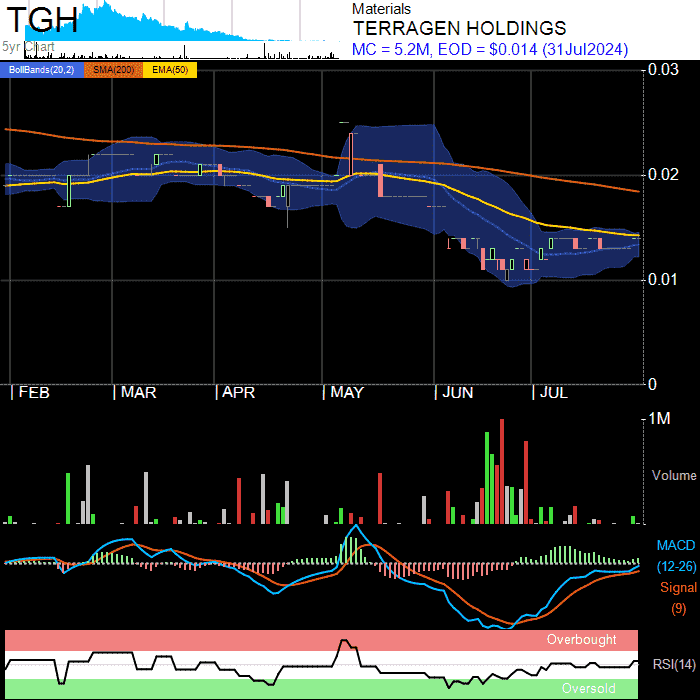 TGH
5yr Chart
Materials
TERRAGEN HOLDINGS
MC = 5.2M, EOD = $0.014 (31Jul2024)
BollBands(20,2) SMA(200) EMA(50)
0.03
0.02
0.01
0
FEB MAR APR MAY JUN JUL
1M
Volume
MACD
(12-26)
Signal
(9)
Overbought
RSI(14)
Oversold